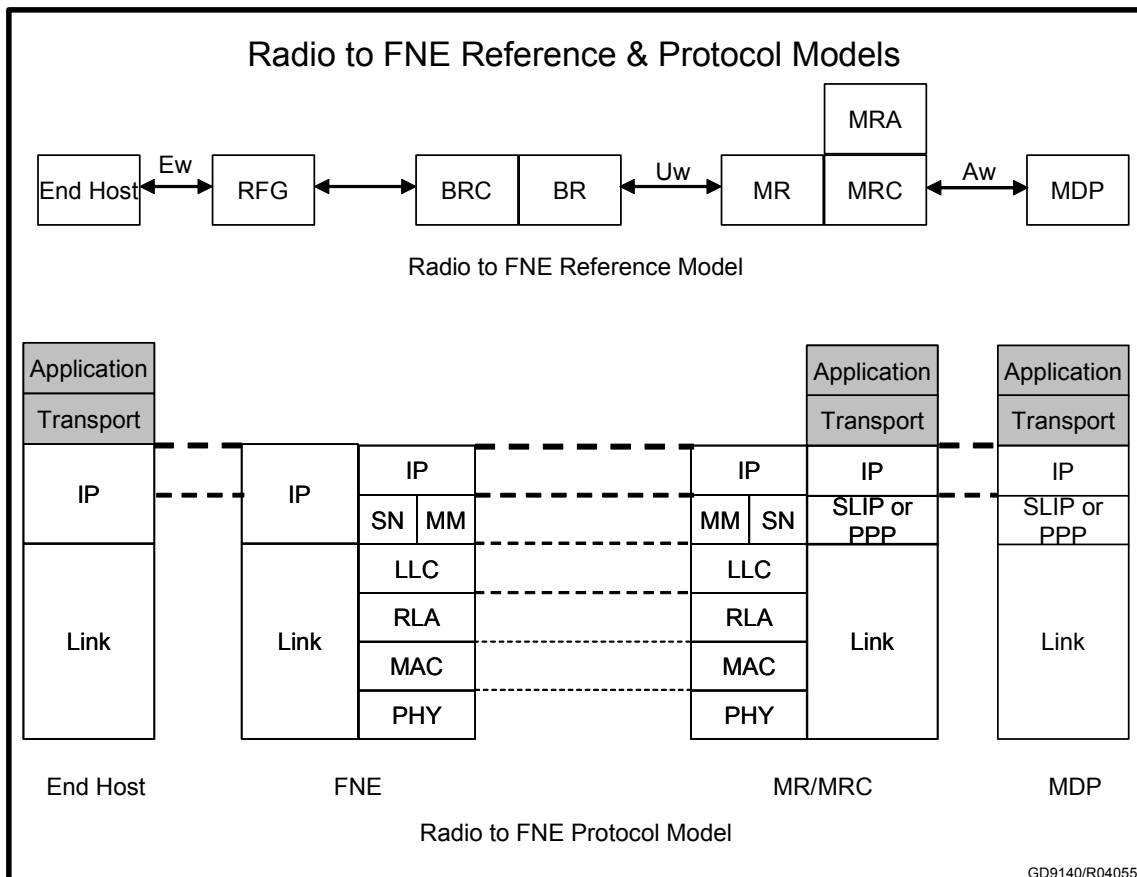 Radio to FNE Reference & Protocol Models
MRA
End Host
Ew
RFG
BRC
BR
Uw
MR
MRC
Aw
MDP
Radio to FNE Reference Model
Application
Transport
IP
Link
IP
Link
IP
SN
MM
LLC
RLA
MAC
PHY
IP
MM
SN
LLC
RLA
MAC
PHY
Application
Transport
IP
SLIP or
PPP
Link
Application
Transport
IP
SLIP or
PPP
Link
End Host
FNE
MR/MRC
MDP
Radio to FNE Protocol Model
GD9140/R04055